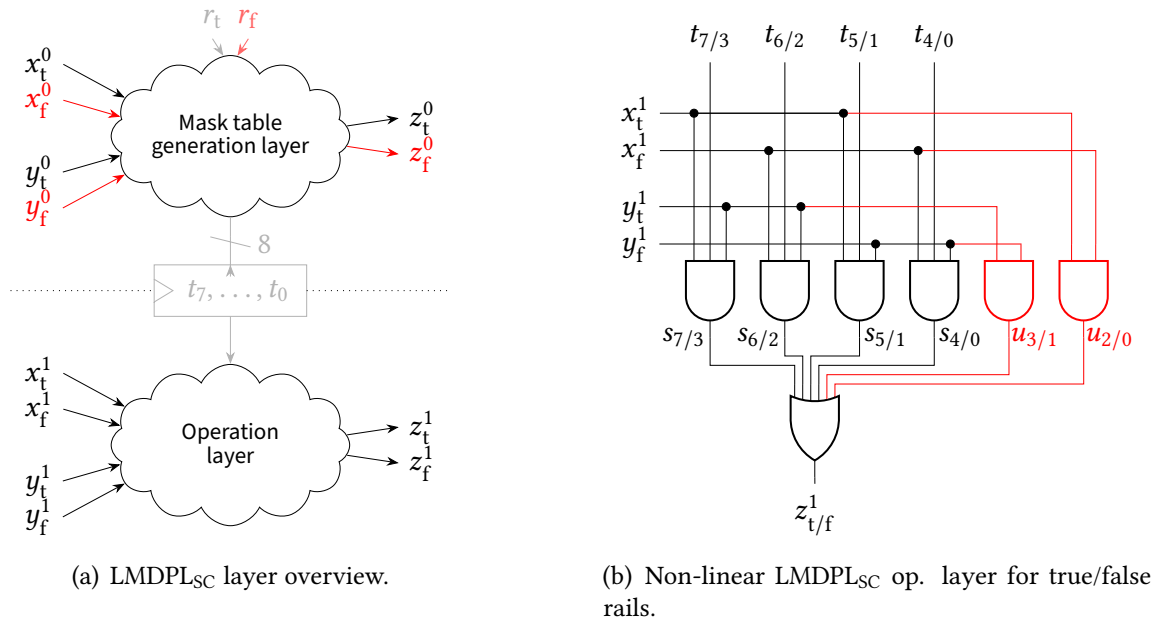 r_t r_f
x_t^0
x_f^0
y_t^0
y_f^0
Mask table
generation layer
z_t^0
z_f^0
8
t_7, . . . , t_0
x_t^1
x_f^1
y_t^1
y_f^1
Operation
layer
z_t^1
z_f^1
(a) LMDPL_SC layer overview.
t_7/3 t_6/2 t_5/1 t_4/0
x_t^1
x_f^1
y_t^1
y_f^1
s_7/3 s_6/2 s_5/1 s_4/0 u_3/1 u_2/0
z_t/f^1
(b) Non-linear LMDPL_SC op. layer for true/false
rails.